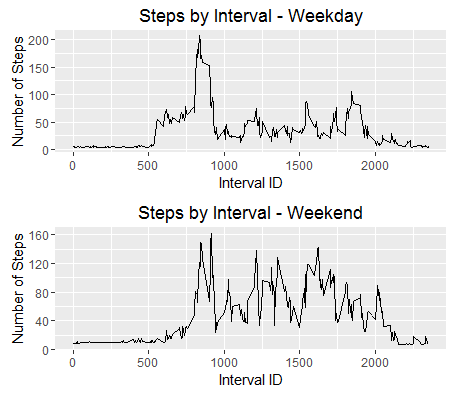 Steps by Interval - Weekday
Number of Steps
200
150
100
50
0
0 500 1000 1500 2000
Interval ID
Steps by Interval - Weekend
Number of Steps
160
120
80
40
0
0 500 1000 1500 2000
Interval ID